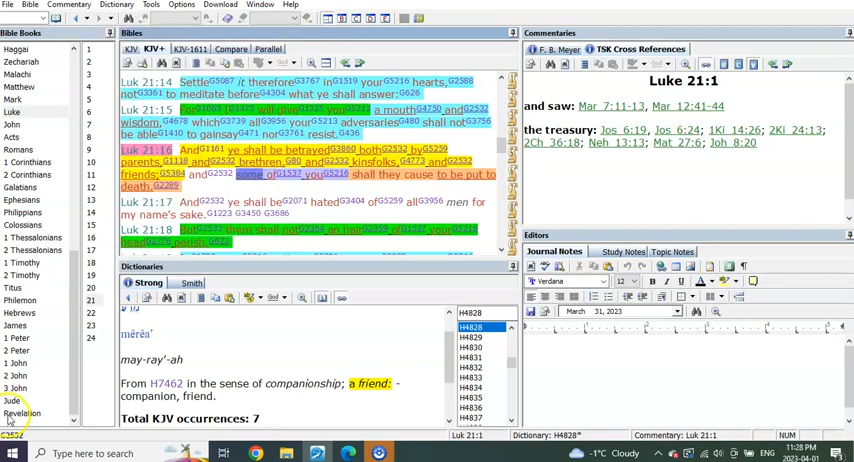 File Bible Commentary Dictionary Tools Options Download Window Help
Bible Books
Haggai
Zechariah
Malachi
Matthew
Mark
Luke
John
Acts
Romans
1 Corinthians
2 Corinthians
Galatians
Ephesians
Philippians
Colossians
1 Thessalonians
2 Thessalonians
1 Timothy
2 Timothy
Titus
Philemon
Hebrews
James
1 Peter
2 Peter
1 John
2 John
3 John
Jude
Revelation
1
2
3
4
5
6
7
8
9
10
11
12
13
14
15
16
17
18
19
20
21
22
23
24
Bibles
KJV KJV+ KJV-1611 Compare Parallel
Luk 21:14 Settle G5087 it therefore G3767 in G1519 your G5216 hearts, G2588
not G3361 to meditate before G4304 what ye shall answer: G626
Luk 21:15 For G1063 I G1473 will give G1325 you G5213 a mouth G4750 and G2532
wisdom, G4678 which G3739 all G3956 your G5213 adversaries G480 shall not G3756
be able G1410 to gainsay G471 nor G3761 resist. G436
Luk 21:16 And G1161 ye shall be betrayed G3860 both G2532 by G5259
parents, G1118 and G2532 brethren, G80 and G2532 kinsfolks, G4773 and G2532
friends; G5384 and G2532 some of G1537 you G5216 shall they cause to be put to
death. G2289
Luk 21:17 And G2532 ye shall be G2071 hated G3404 of G5259 all G3956 men for
my name's sake. G1223 G3450 G3686
Luk 21:18 But G2532 there shall not G3364 an hair G2359 of G1537 your G5216
head G2776 perish. G622
Dictionaries
Strong Smith
mêrêa‛
may-ray'-ah
From H7462 in the sense of companionship; a friend: -
companion, friend.
Total KJV occurrences: 7
H4828
H4828
H4829
H4830
H4831
H4832
H4833
H4834
H4835
H4836
H4837
Commentaries
F. B. Meyer TSK Cross References
Luke 21:1
and saw: Mar 7:11-13, Mar 12:41-44
the treasury: Jos 6:19, Jos 6:24; 1Ki 14:26; 2Ki 24:13;
2Ch 36:18; Neh 13:13; Mat 27:6; Joh 8:20
Editors
Journal Notes Study Notes Topic Notes
Verdana 12 B I U A
March 31, 2023
G2532 Luk 21:1 Dictionary: H4828* Commentary: Luk 21:1 NUM
Type here to search
-1°C Cloudy ENG 11:28 PM
2023-04-01